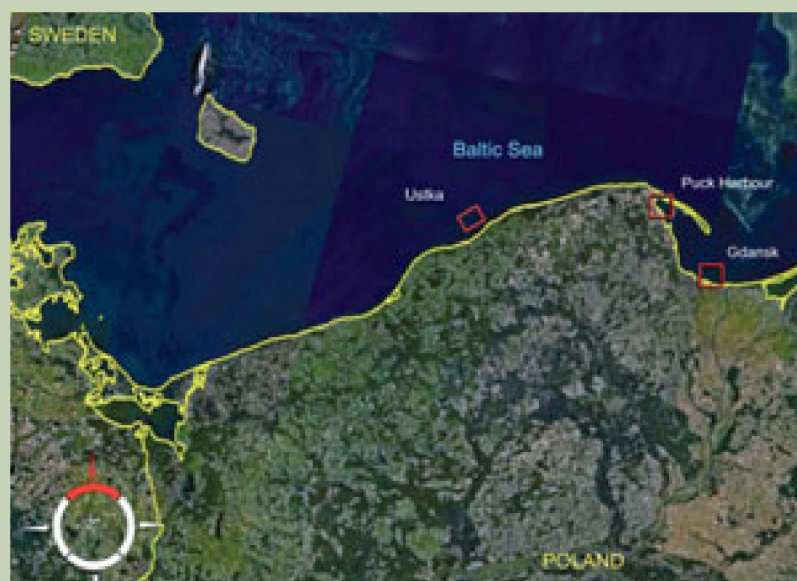 SWEDEN
Baltic Sea
Ustka
Puck Harbour
Gdansk
POLAND